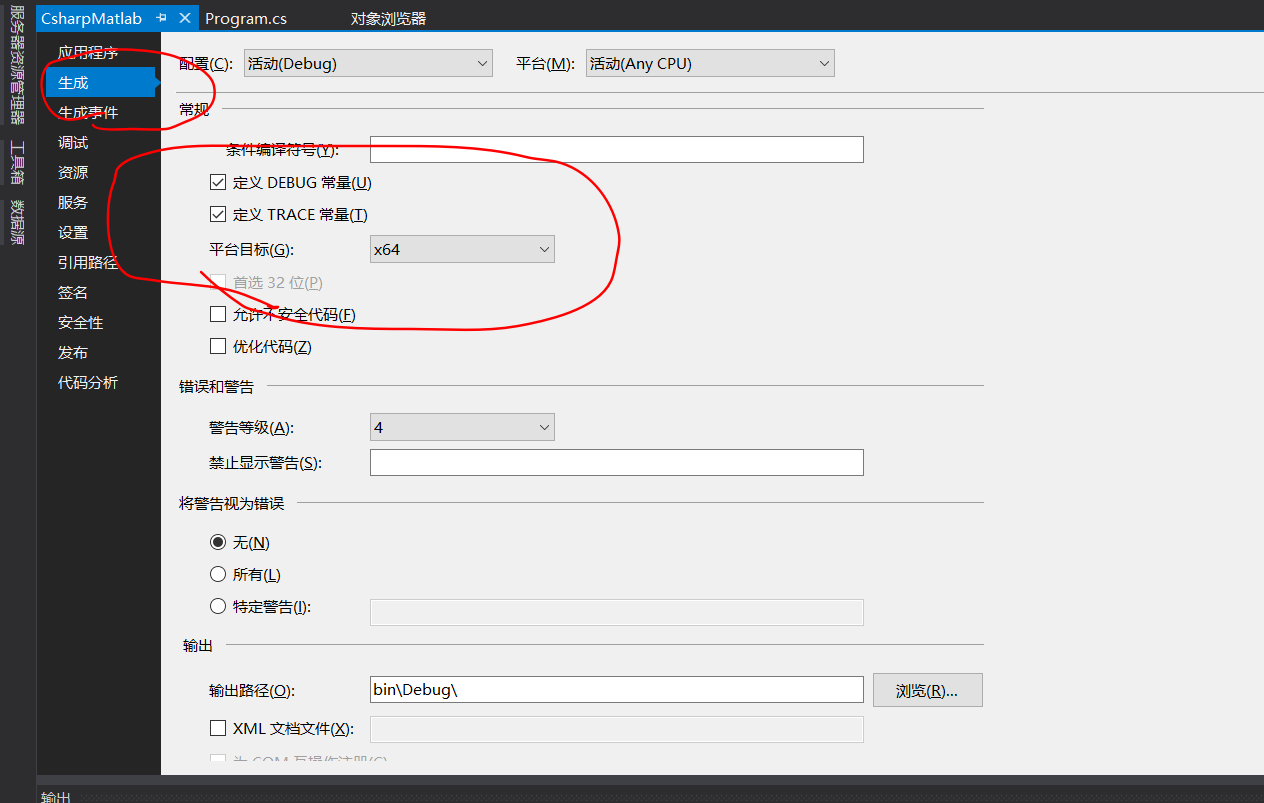 CsharpMatlab Program.cs 对象浏览器
服务器资源管理器
工具箱
数据源
应用程序
生成
生成事件
调试
资源
服务
设置
引用路径
签名
安全性
发布
代码分析
配置(C): 活动(Debug) 平台(M): 活动(Any CPU)
常规
条件编译符号(Y):
定义 DEBUG 常量(U)
定义 TRACE 常量(T)
平台目标(G): x64
首选 32 位(P)
允许不安全代码(F)
优化代码(Z)
错误和警告
警告等级(A): 4
禁止显示警告(S):
将警告视为错误
无(N)
所有(L)
特定警告(I):
输出
输出路径(O): bin\Debug\ 浏览(R)...
XML 文档文件(X):
为 COM 互操作注册(C)
输出